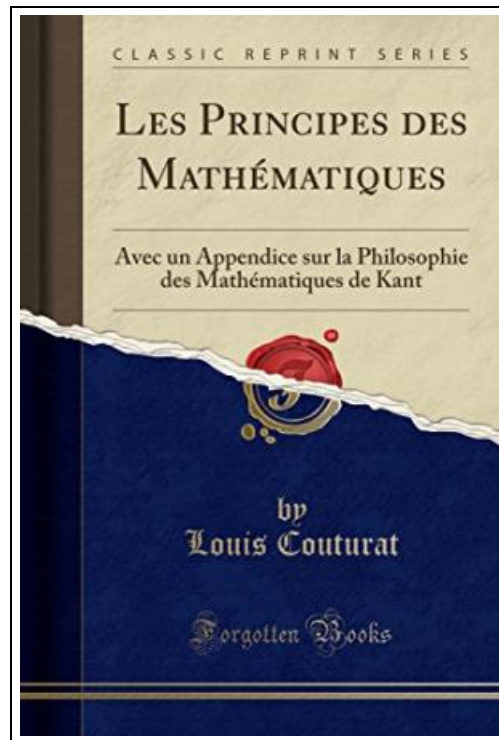 CLASSIC REPRINT SERIES
LES PRINCIPES DES
MATHÉMATIQUES
Avec un Appendice sur la Philosophie
des Mathématiques de Kant
by
Louis Couturat
Forgotten Books